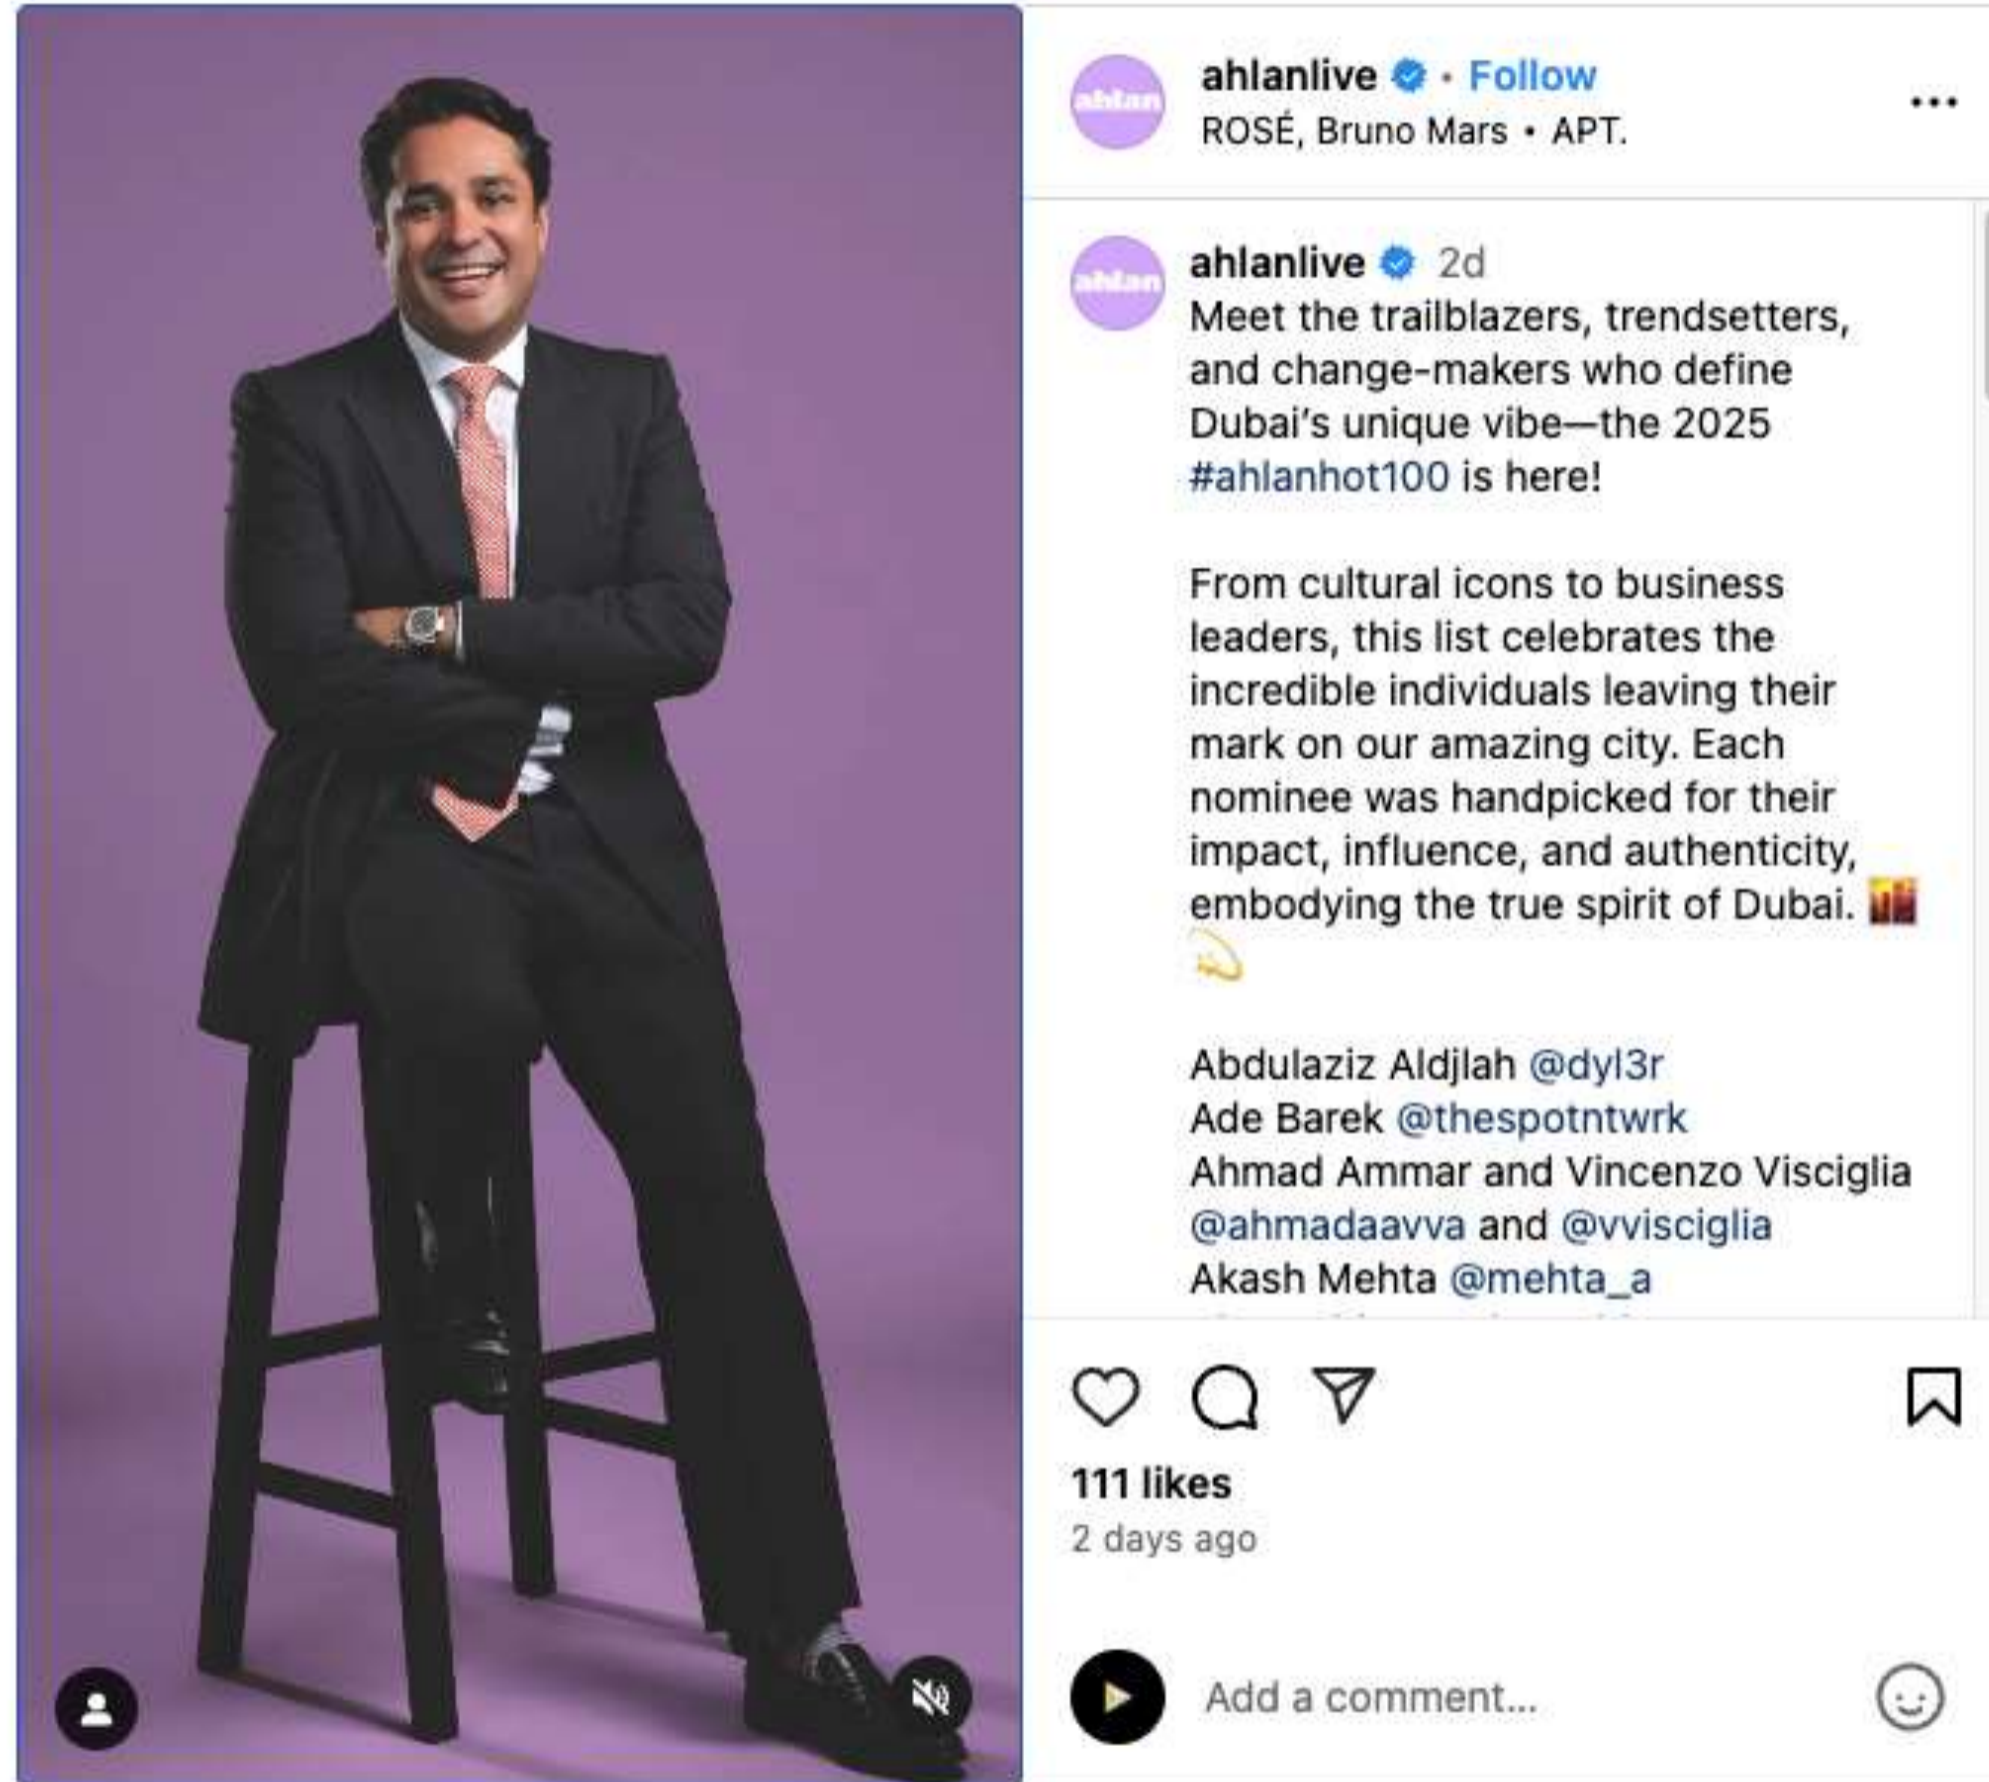 ahlan
ahlanlive • Follow
ROSÉ, Bruno Mars • APT.
ahlan
ahlanlive 2d
Meet the trailblazers, trendsetters,
and change-makers who define
Dubai's unique vibe—the 2025
#ahlanhot100 is here!
From cultural icons to business
leaders, this list celebrates the
incredible individuals leaving their
mark on our amazing city. Each
nominee was handpicked for their
impact, influence, and authenticity,
embodying the true spirit of Dubai. 🌇
💫
Abdulaziz Aldjlah @dyl3r
Ade Barek @thespotntwrk
Ahmad Ammar and Vincenzo Visciglia
@ahmadaavva and @vvisciglia
Akash Mehta @mehta_a
111 likes
2 days ago
Add a comment...